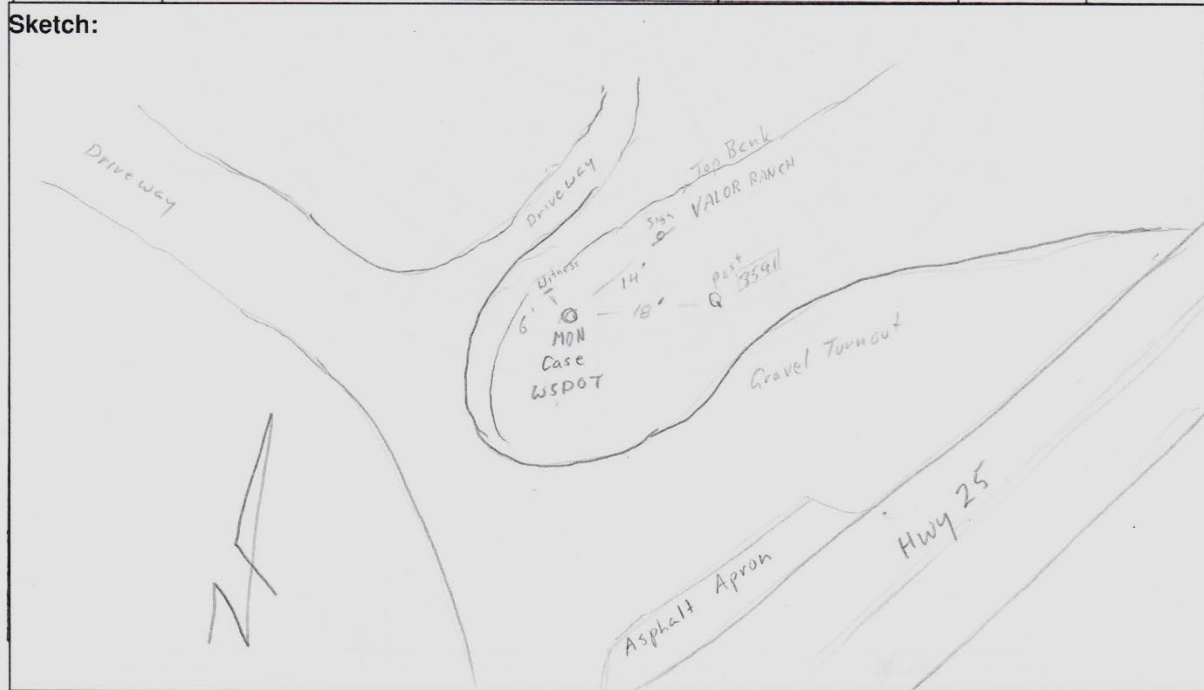 Sketch:
Driveway
Driveway
Top Bank
Sign
VALOR RANCH
Witness
14'
Post
3591
6'
18'
MON
Case
WSDOT
Gravel Turnout
Hwy 25
Asphalt Apron
N